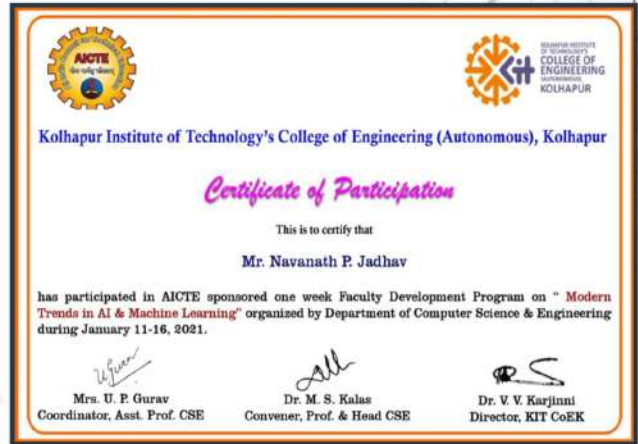 AICTE
KOLHAPUR INSTITUTE
OF TECHNOLOGY'S
COLLEGE OF
ENGINEERING
(AUTONOMOUS),
KOLHAPUR
Kolhapur Institute of Technology's College of Engineering (Autonomous), Kolhapur
Certificate of Participation
This is to certify that
Mr. Navanath P. Jadhav
has participated in AICTE sponsored one week Faculty Development Program on " Modern
Trends in AI & Machine Learning" organized by Department of Computer Science & Engineering
during January 11-16, 2021.
Mrs. U. P. Gurav
Coordinator, Asst. Prof. CSE
Dr. M. S. Kalas
Convener, Prof. & Head CSE
Dr. V. V. Karjinni
Director, KIT CoEK